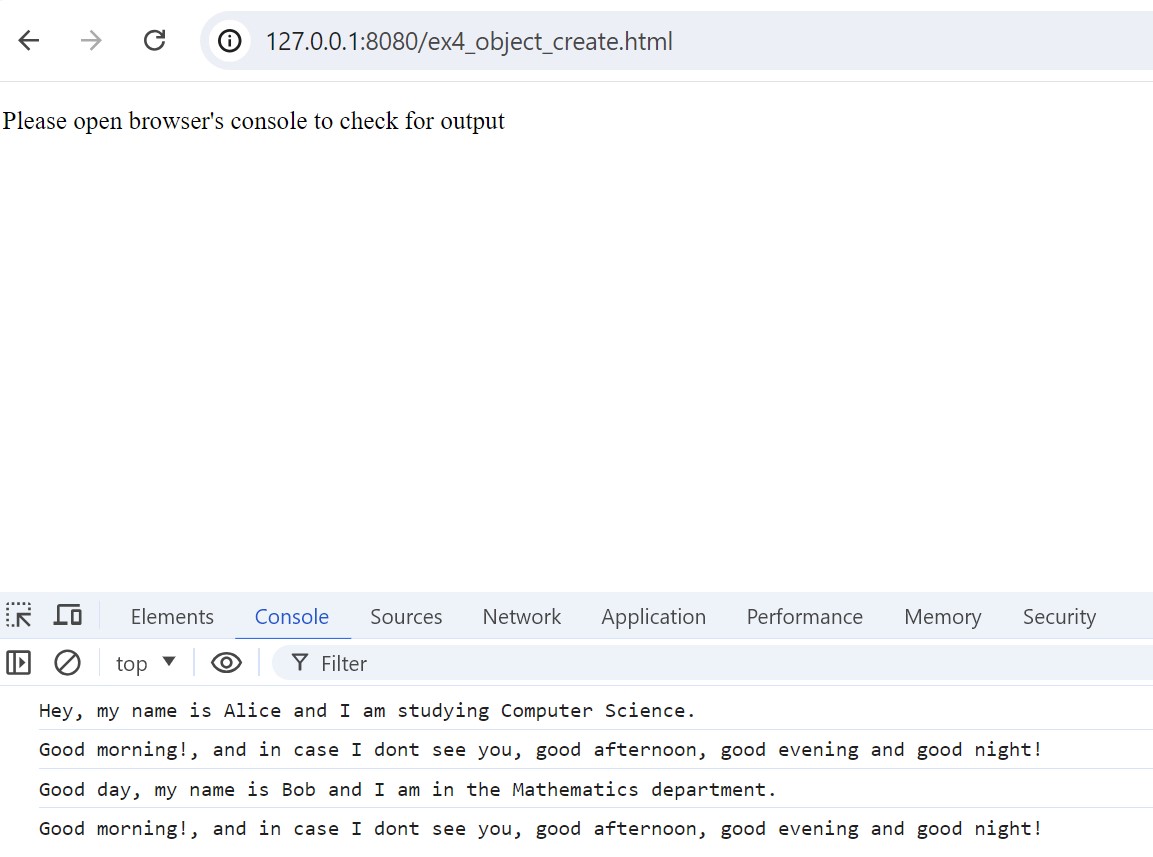 127.0.0.1:8080/ex4_object_create.html
Please open browser's console to check for output
Elements Console Sources Network Application Performance Memory Security
top Filter
Hey, my name is Alice and I am studying Computer Science.
Good morning!, and in case I dont see you, good afternoon, good evening and good night!
Good day, my name is Bob and I am in the Mathematics department.
Good morning!, and in case I dont see you, good afternoon, good evening and good night!